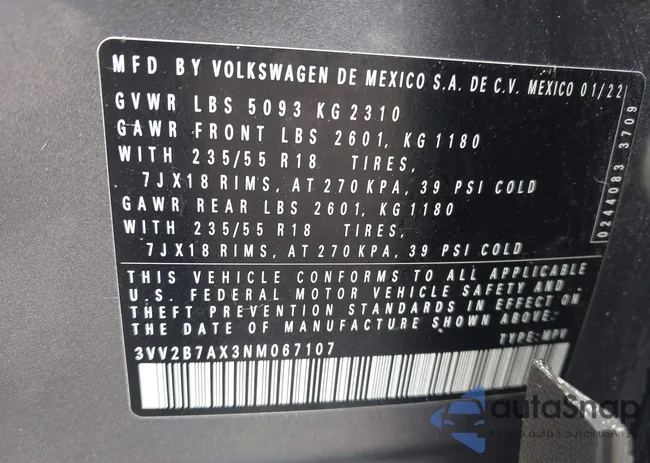 MFD BY VOLKSWAGEN DE MEXICO S.A. DE C.V. MEXICO 01/22
GVWR LBS 5093 KG 2310
GAWR FRONT LBS 2601, KG 1180
WITH 235/55 R18 TIRES,
7JX18 RIMS, AT 270 KPA, 39 PSI COLD
GAWR REAR LBS 2601, KG 1180
WITH 235/55 R18 TIRES,
7JX18 RIMS, AT 270 KPA, 39 PSI COLD
0244083 3709
THIS VEHICLE CONFORMS TO ALL APPLICABLE
U.S. FEDERAL MOTOR VEHICLE SAFETY AND
THEFT PREVENTION STANDARDS IN EFFECT ON
THE DATE OF MANUFACTURE SHOWN ABOVE.
3VV2B7AX3NM067107
TYPE: MPV
autoSnap